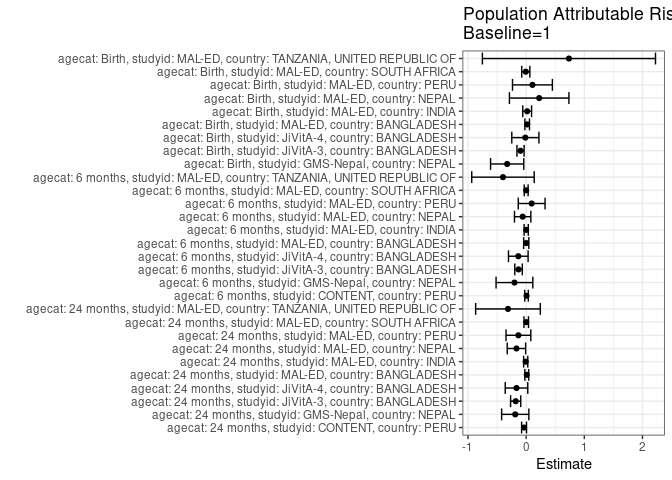 Population Attributable Ris
Baseline=1
agecat: Birth, studyid: MAL-ED, country: TANZANIA, UNITED REPUBLIC OF
agecat: Birth, studyid: MAL-ED, country: SOUTH AFRICA
agecat: Birth, studyid: MAL-ED, country: PERU
agecat: Birth, studyid: MAL-ED, country: NEPAL
agecat: Birth, studyid: MAL-ED, country: INDIA
agecat: Birth, studyid: MAL-ED, country: BANGLADESH
agecat: Birth, studyid: JiVitA-4, country: BANGLADESH
agecat: Birth, studyid: JiVitA-3, country: BANGLADESH
agecat: Birth, studyid: GMS-Nepal, country: NEPAL
agecat: 6 months, studyid: MAL-ED, country: TANZANIA, UNITED REPUBLIC OF
agecat: 6 months, studyid: MAL-ED, country: SOUTH AFRICA
agecat: 6 months, studyid: MAL-ED, country: PERU
agecat: 6 months, studyid: MAL-ED, country: NEPAL
agecat: 6 months, studyid: MAL-ED, country: INDIA
agecat: 6 months, studyid: MAL-ED, country: BANGLADESH
agecat: 6 months, studyid: JiVitA-4, country: BANGLADESH
agecat: 6 months, studyid: JiVitA-3, country: BANGLADESH
agecat: 6 months, studyid: GMS-Nepal, country: NEPAL
agecat: 6 months, studyid: CONTENT, country: PERU
agecat: 24 months, studyid: MAL-ED, country: TANZANIA, UNITED REPUBLIC OF
agecat: 24 months, studyid: MAL-ED, country: SOUTH AFRICA
agecat: 24 months, studyid: MAL-ED, country: PERU
agecat: 24 months, studyid: MAL-ED, country: NEPAL
agecat: 24 months, studyid: MAL-ED, country: INDIA
agecat: 24 months, studyid: MAL-ED, country: BANGLADESH
agecat: 24 months, studyid: JiVitA-4, country: BANGLADESH
agecat: 24 months, studyid: JiVitA-3, country: BANGLADESH
agecat: 24 months, studyid: GMS-Nepal, country: NEPAL
agecat: 24 months, studyid: CONTENT, country: PERU
-1 0 1 2
Estimate